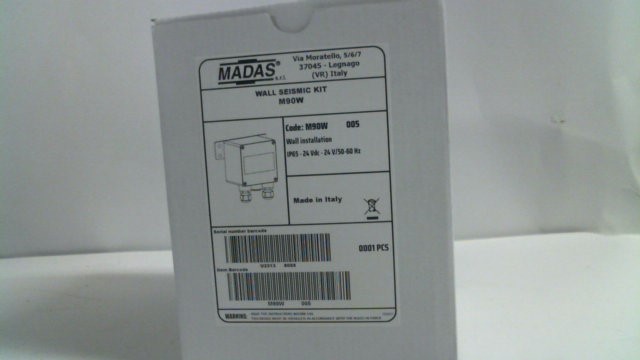 MADAS®
Via Moratello, 5/6/7
37045 - Legnago
(VR) Italy
WALL SEISMIC KIT
M90W
Code: M90W 005
Wall installation
IP65 - 24 Vdc - 24 V/50-60 Hz
Made in Italy
Serial number barcode
0001 PCS
Item Barcode
M90W 005
WARNING